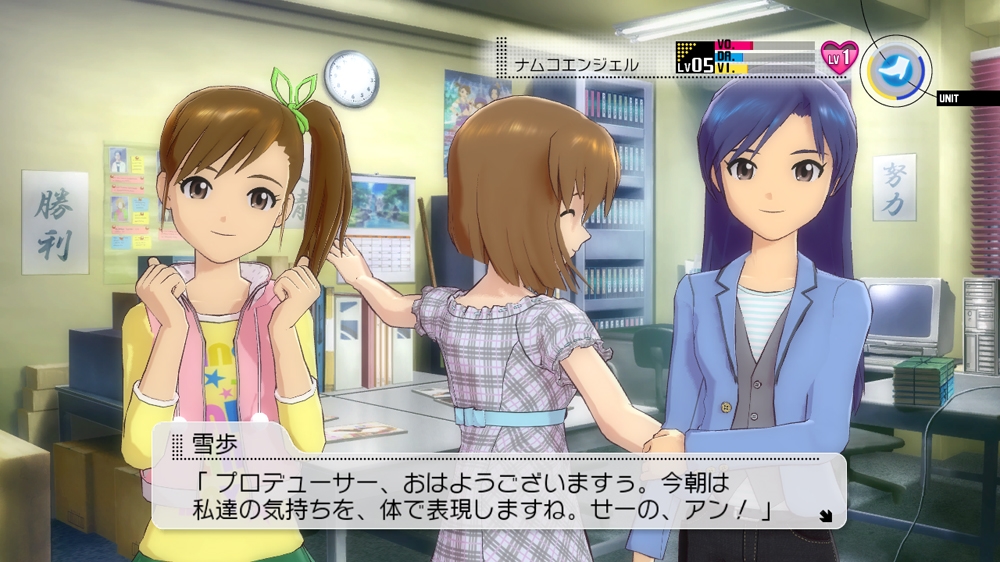 ナムコエンジェル
Lv05
VO.
DA.
VI.
LV 1
UNIT
勝利
努力
雪歩
「 プロデューサー、おはようございますぅ。今朝は
私達の気持ちを、体で表現しますね。せーの、アン！」